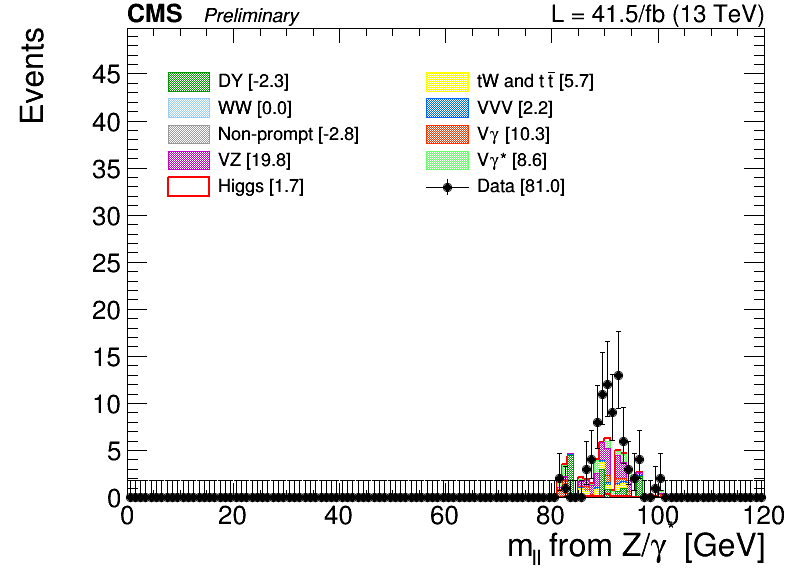 CMS Preliminary L = 41.5/fb (13 TeV)
Events
45
40
35
30
25
20
15
10
5
0
DY [-2.3]
WW [0.0]
Non-prompt [-2.8]
VZ [19.8]
Higgs [1.7]
tW and tt̅ [5.7]
VVV [2.2]
Vγ [10.3]
Vγ* [8.6]
Data [81.0]
0 20 40 60 80 100 120
m_ll from Z/γ* [GeV]